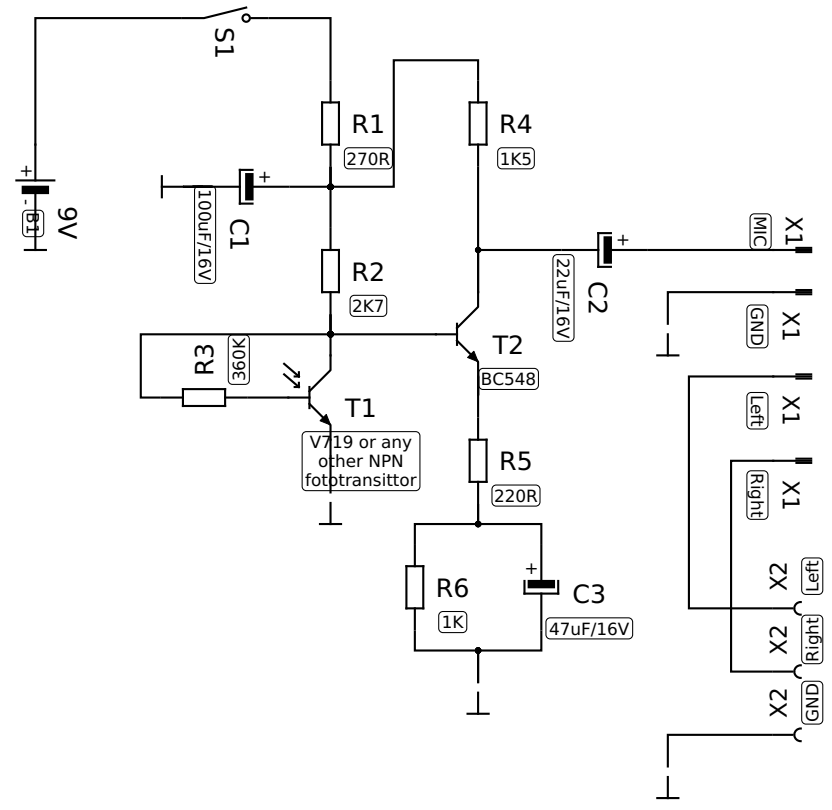 S1
R1
270R
R4
1K5
+
-
B1
9V
+
100uF/16V
C1
R2
2K7
+
22uF/16V
C2
MIC
X1
GND
X1
Left
X1
Right
X1
R3
360K
T2
BC548
T1
V719 or any
other NPN
fototransittor
R5
220R
R6
1K
+
C3
47uF/16V
X2
Left
X2
Right
X2
GND